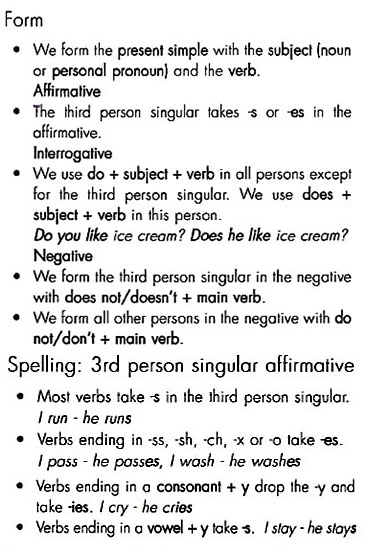 Form
• We form the present simple with the subject (noun
or personal pronoun) and the verb.
Affirmative
• The third person singular takes -s or -es in the
affirmative.
Interrogative
• We use do + subject + verb in all persons except
for the third person singular. We use does +
subject + verb in this person.
Do you like ice cream? Does he like ice cream?
Negative
• We form the third person singular in the negative
with does not/doesn't + main verb.
• We form all other persons in the negative with do
not/don't + main verb.
Spelling: 3rd person singular affirmative
• Most verbs take -s in the third person singular.
I run - he runs
• Verbs ending in -ss, -sh, -ch, -x or -o take -es.
I pass - he passes, I wash - he washes
• Verbs ending in a consonant + y drop the -y and
take -ies. I cry - he cries
• Verbs ending in a vowel + y take -s. I stay - he stays